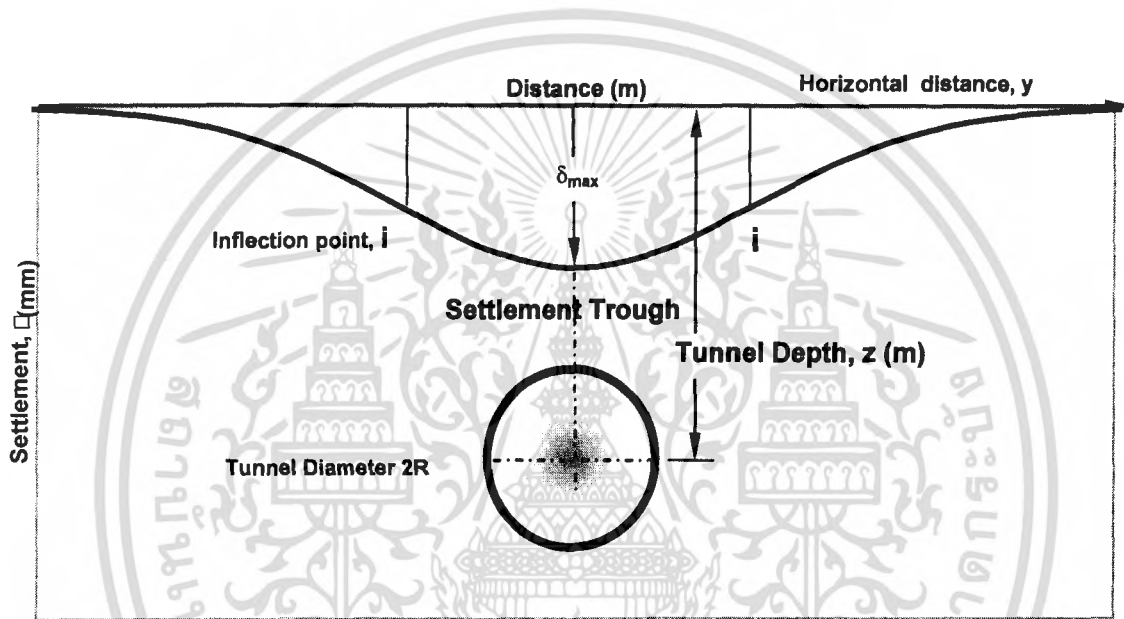 Distance (m)
Horizontal distance, y
δmax
Inflection point, i
i
Settlement, □(mm)
Settlement Trough
Tunnel Depth, z (m)
Tunnel Diameter 2R